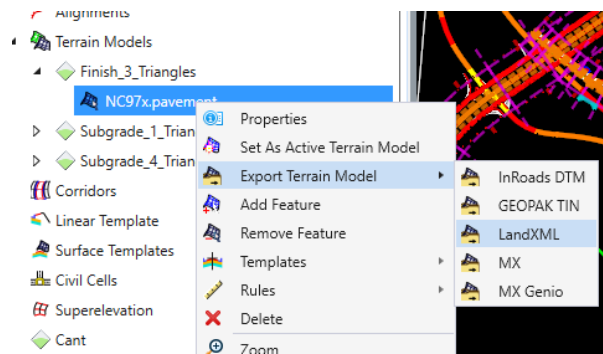 Alignments
Terrain Models
Finish_3_Triangles
NC97x.pavement
Subgrade_1_Trian
Subgrade_4_Trian
Corridors
Linear Template
Surface Templates
Civil Cells
Superelevation
Cant
Properties
Set As Active Terrain Model
Export Terrain Model
Add Feature
Remove Feature
Templates
Rules
Delete
Zoom
InRoads DTM
GEOPAK TIN
LandXML
MX
MX Genio